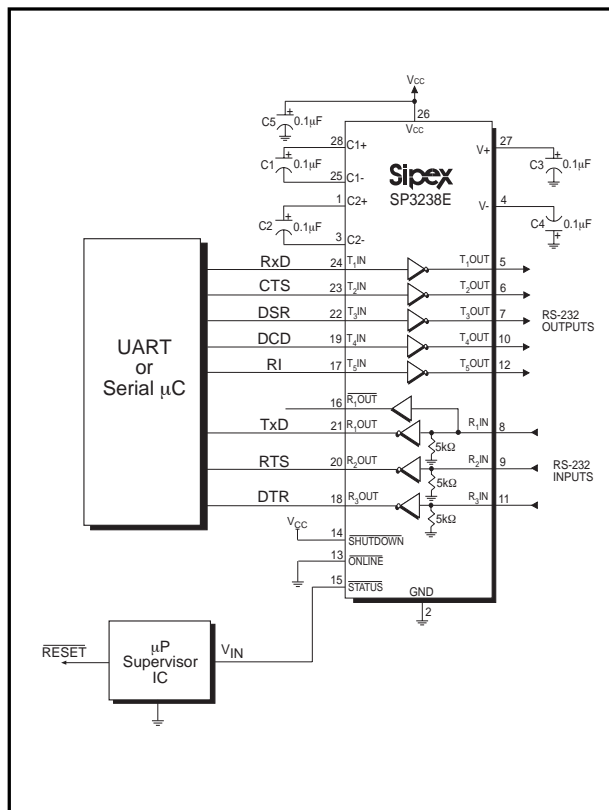 VCC
26
VCC
C5
+
0.1µF
28
C1+
C1
+
0.1µF
25
C1-
1
C2+
C2
+
0.1µF
3
C2-
Sipex
SP3238E
27
V+
C3
+
0.1µF
4
V-
C4
0.1µF
+
UART
or
Serial µC
RxD 24 T1IN T1OUT 5
CTS 23 T2IN T2OUT 6
DSR 22 T3IN T3OUT 7
DCD 19 T4IN T4OUT 10
RI 17 T5IN T5OUT 12
RS-232
OUTPUTS
16 R1OUT
TxD 21 R1OUT R1IN 8
5kΩ
RTS 20 R2OUT R2IN 9
5kΩ
DTR 18 R3OUT R3IN 11
5kΩ
RS-232
INPUTS
VCC
14
SHUTDOWN
13
ONLINE
15
STATUS
GND
2
RESET
µP
Supervisor
IC
VIN